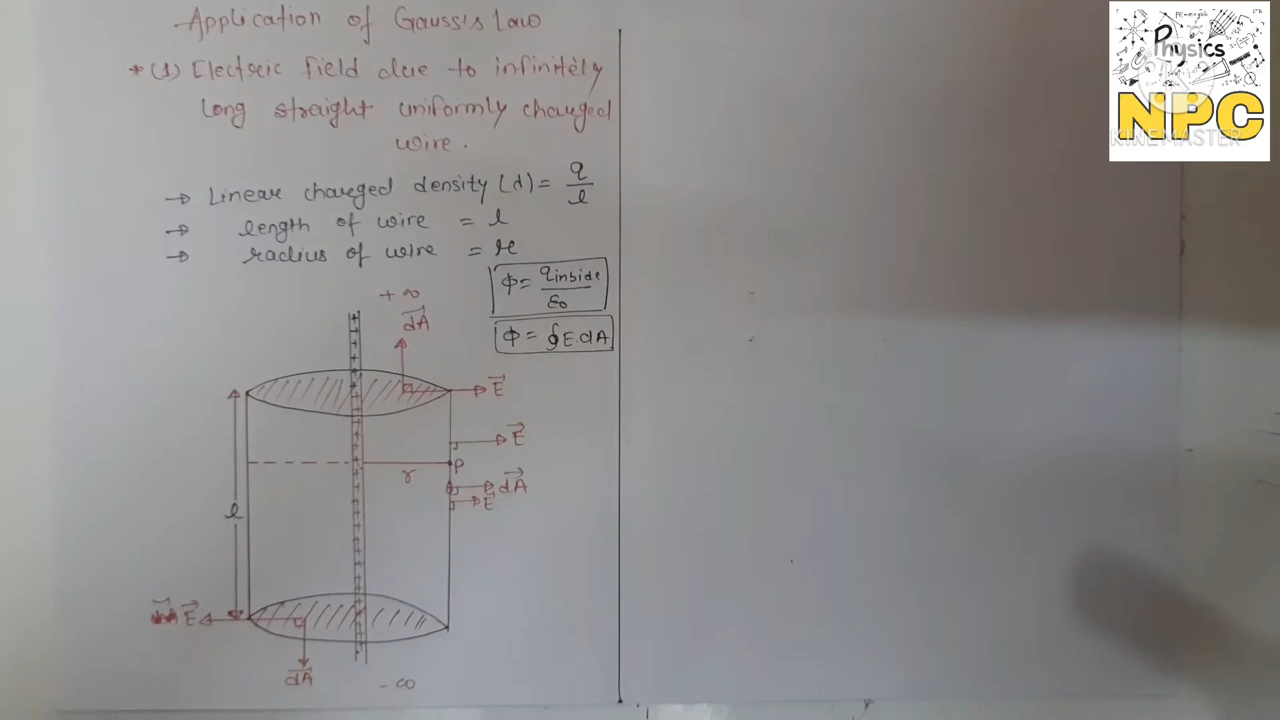 Application of Gauss's Law
* (1) Electric field due to infinitely
long straight uniformly charged
wire.
→ Linear charged density (d) = q/l
→ length of wire = l
→ radius of wire = r
ϕ = qinside/ε₀
ϕ = ∮E.dA
+ ∞
dA
E
E
r
P
dA
E
l
E
dA
- ∞
Physics
NPC
KINEMASTER